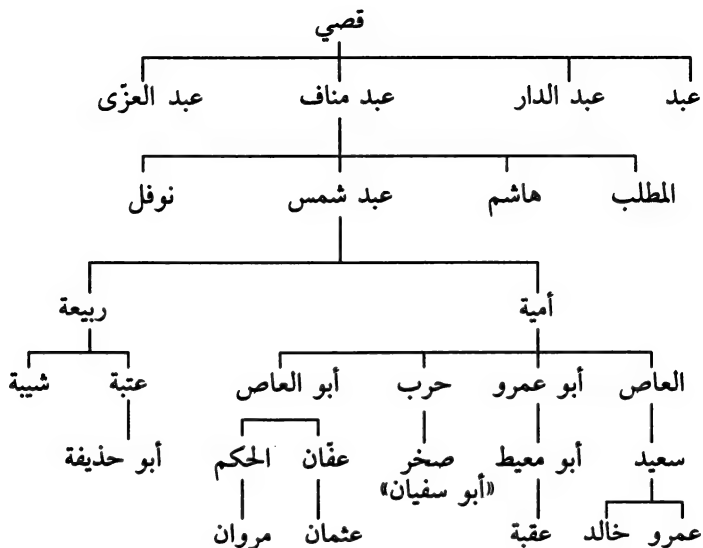 قصي
عبد عبد الدار عبد مناف عبد العزّى
المطلب هاشم عبد شمس نوفل
أمية ربيعة
العاص أبو عمرو حرب أبو العاص عتبة شيبة
سعيد أبو معيط صخر عفّان الحكم أبو حذيفة
«أبو سفيان»
عمرو خالد عقبة عثمان مروان